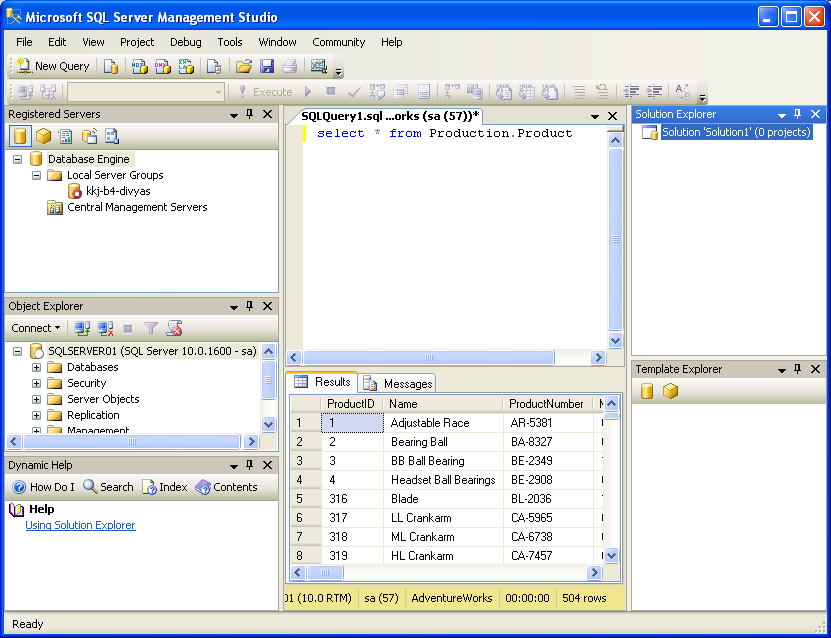 Microsoft SQL Server Management Studio
File Edit View Project Debug Tools Window Community Help
New Query
Execute
Registered Servers
Database Engine
Local Server Groups
kkj-b4-divyas
Central Management Servers
Object Explorer
Connect
SQLSERVER01 (SQL Server 10.0.1600 - sa)
Databases
Security
Server Objects
Replication
Management
Dynamic Help
How Do I Search Index Contents
Help
Using Solution Explorer
SQLQuery1.sql ...orks (sa (57))*
select * from Production.Product
Results Messages
ProductID Name ProductNumber
1 1 Adjustable Race AR-5381
2 2 Bearing Ball BA-8327
3 3 BB Ball Bearing BE-2349
4 4 Headset Ball Bearings BE-2908
5 316 Blade BL-2036
6 317 LL Crankarm CA-5965
7 318 ML Crankarm CA-6738
8 319 HL Crankarm CA-7457
01 (10.0 RTM) sa (57) AdventureWorks 00:00:00 504 rows
Solution Explorer
Solution 'Solution1' (0 projects)
Template Explorer
Ready